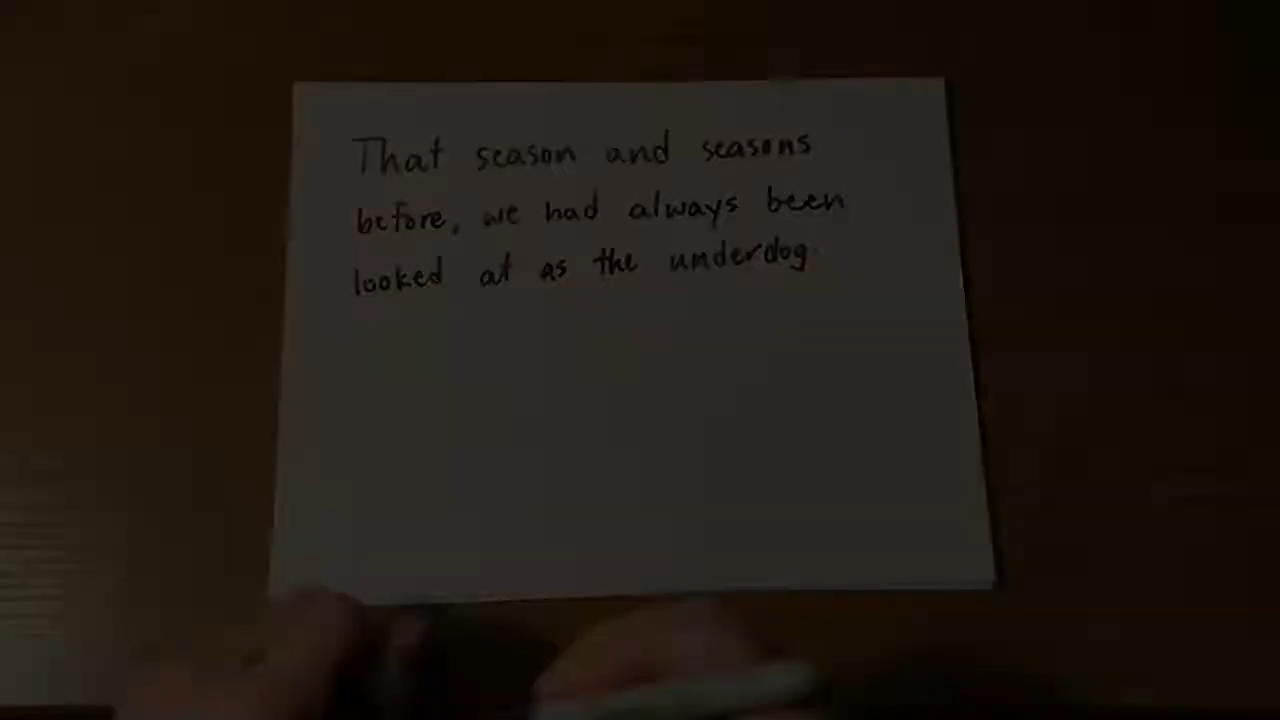 That season and seasons
before, we had always been
looked at as the underdog.